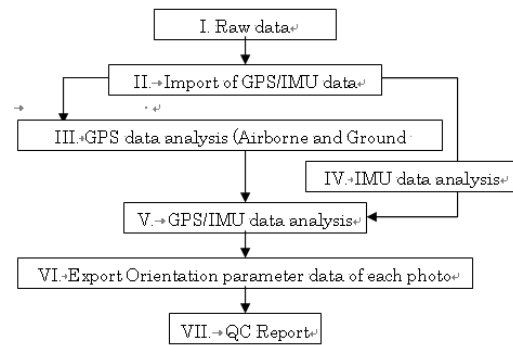 I. Raw data
II. Import of GPS/IMU data
III. GPS data analysis (Airborne and Ground
IV. IMU data analysis
V. GPS/IMU data analysis
VI. Export Orientation parameter data of each photo
VII. QC Report